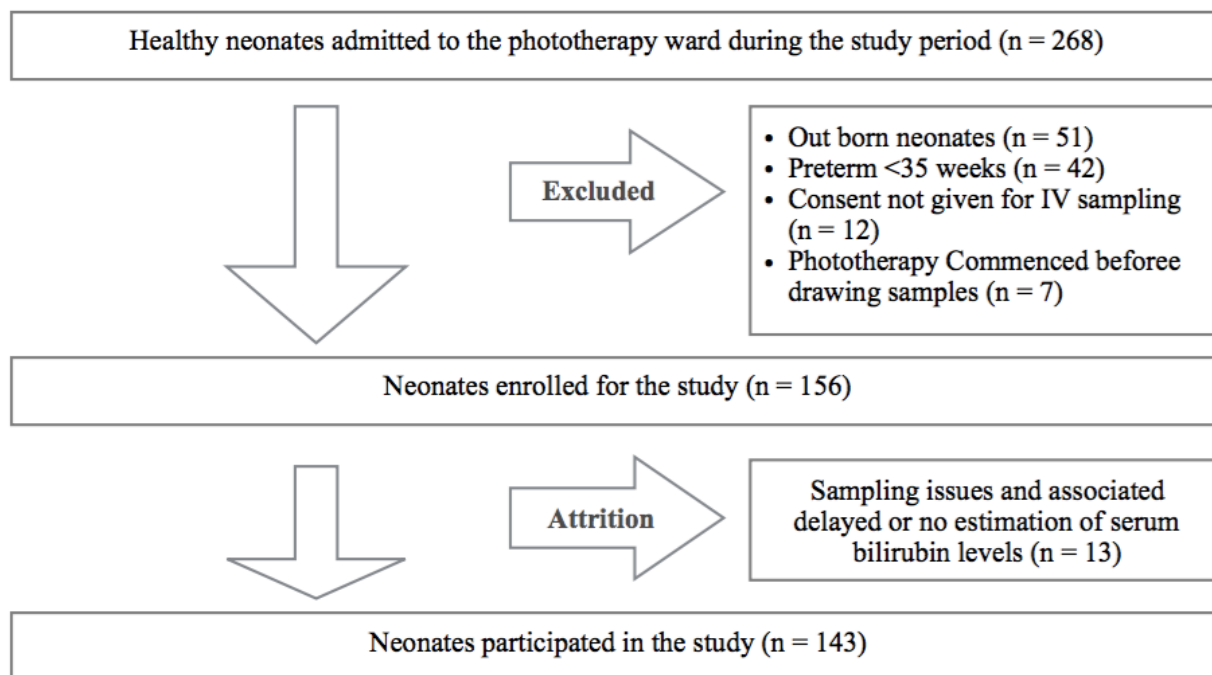 Healthy neonates admitted to the phototherapy ward during the study period (n = 268)
Excluded
• Out born neonates (n = 51)
• Preterm <35 weeks (n = 42)
• Consent not given for IV sampling
(n = 12)
• Phototherapy Commenced beforee
drawing samples (n = 7)
Neonates enrolled for the study (n = 156)
Attrition
Sampling issues and associated
delayed or no estimation of serum
bilirubin levels (n = 13)
Neonates participated in the study (n = 143)